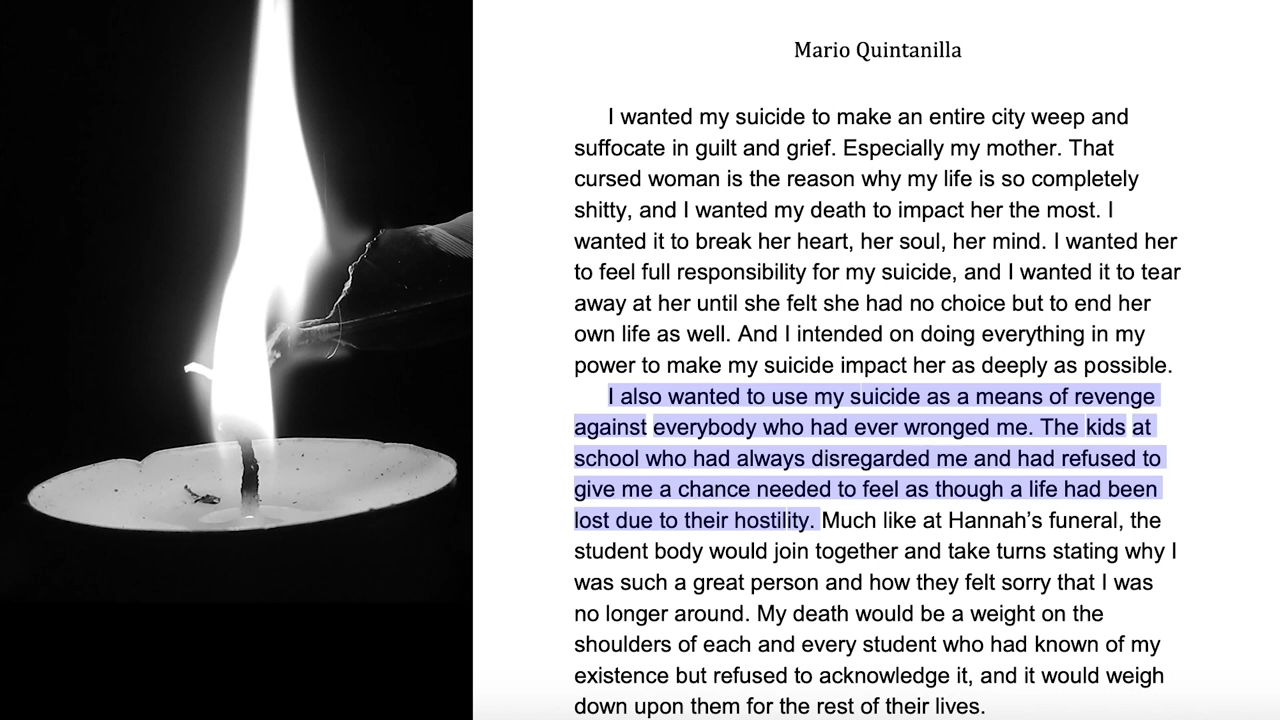 Mario Quintanilla
I wanted my suicide to make an entire city weep and
suffocate in guilt and grief. Especially my mother. That
cursed woman is the reason why my life is so completely
shitty, and I wanted my death to impact her the most. I
wanted it to break her heart, her soul, her mind. I wanted her
to feel full responsibility for my suicide, and I wanted it to tear
away at her until she felt she had no choice but to end her
own life as well. And I intended on doing everything in my
power to make my suicide impact her as deeply as possible.
I also wanted to use my suicide as a means of revenge
against everybody who had ever wronged me. The kids at
school who had always disregarded me and had refused to
give me a chance needed to feel as though a life had been
lost due to their hostility. Much like at Hannah’s funeral, the
student body would join together and take turns stating why I
was such a great person and how they felt sorry that I was
no longer around. My death would be a weight on the
shoulders of each and every student who had known of my
existence but refused to acknowledge it, and it would weigh
down upon them for the rest of their lives.